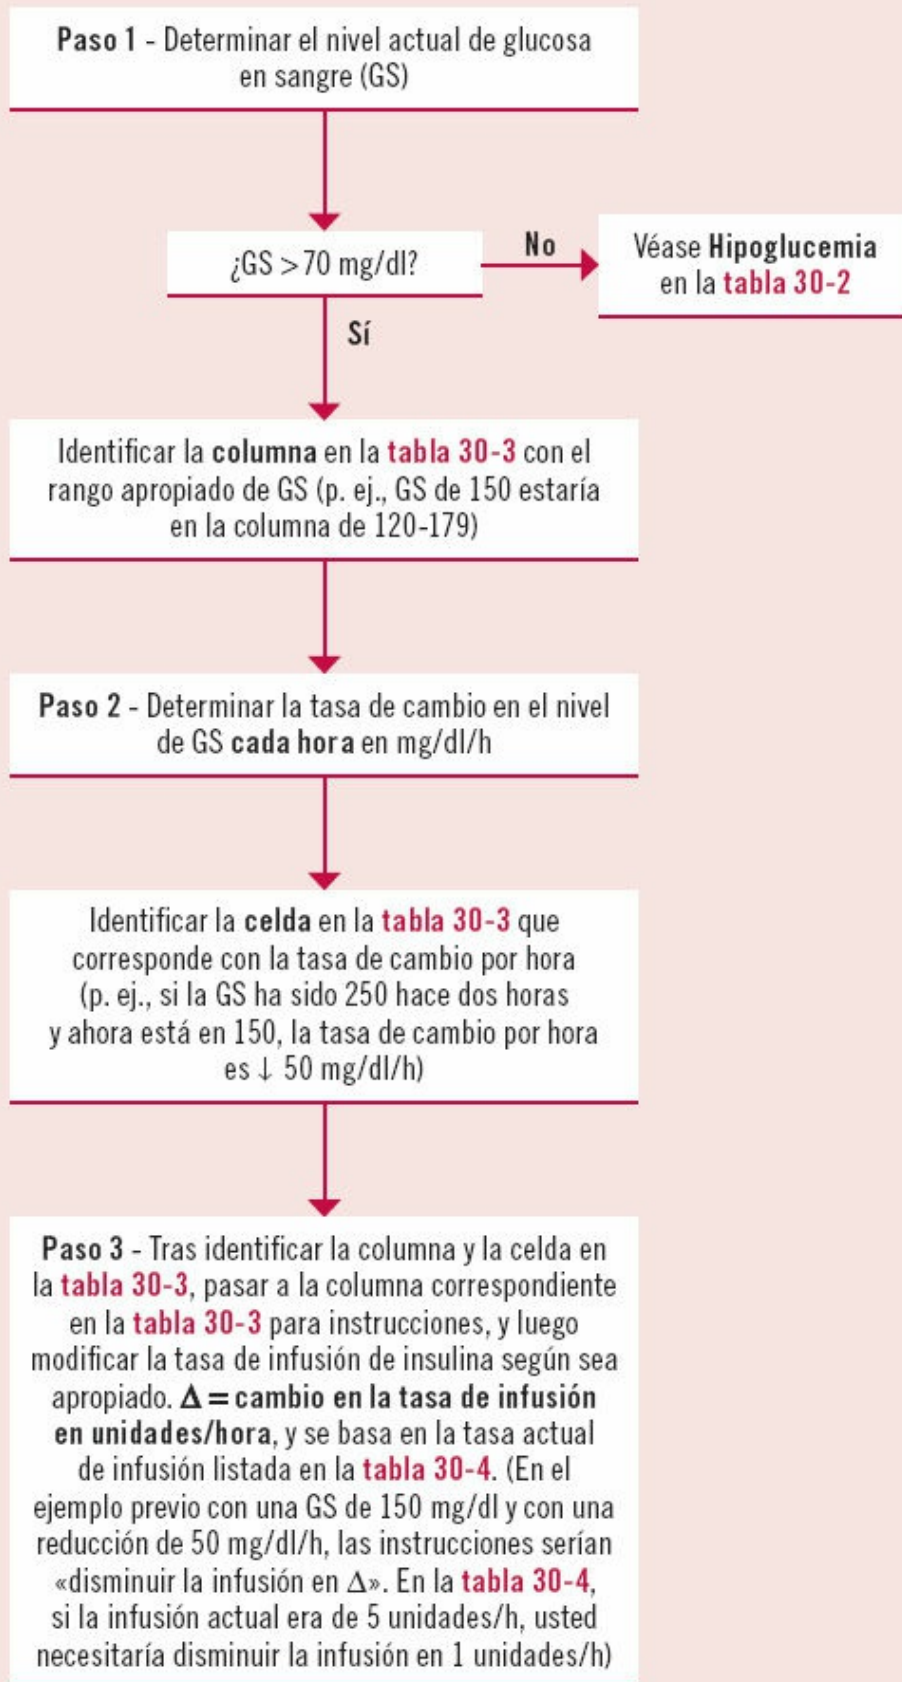 Paso 1 - Determinar el nivel actual de glucosa
en sangre (GS)
¿GS > 70 mg/dl?
No
Véase Hipoglucemia
en la tabla 30-2
Sí
Identificar la columna en la tabla 30-3 con el
rango apropiado de GS (p. ej., GS de 150 estaría
en la columna de 120-179)
Paso 2 - Determinar la tasa de cambio en el nivel
de GS cada hora en mg/dl/h
Identificar la celda en la tabla 30-3 que
corresponde con la tasa de cambio por hora
(p. ej., si la GS ha sido 250 hace dos horas
y ahora está en 150, la tasa de cambio por hora
es ↓ 50 mg/dl/h)
Paso 3 - Tras identificar la columna y la celda en
la tabla 30-3, pasar a la columna correspondiente
en la tabla 30-3 para instrucciones, y luego
modificar la tasa de infusión de insulina según sea
apropiado. Δ = cambio en la tasa de infusión
en unidades/hora, y se basa en la tasa actual
de infusión listada en la tabla 30-4. (En el
ejemplo previo con una GS de 150 mg/dl y con una
reducción de 50 mg/dl/h, las instrucciones serían
«disminuir la infusión en Δ». En la tabla 30-4,
si la infusión actual era de 5 unidades/h, usted
necesitaría disminuir la infusión en 1 unidades/h)